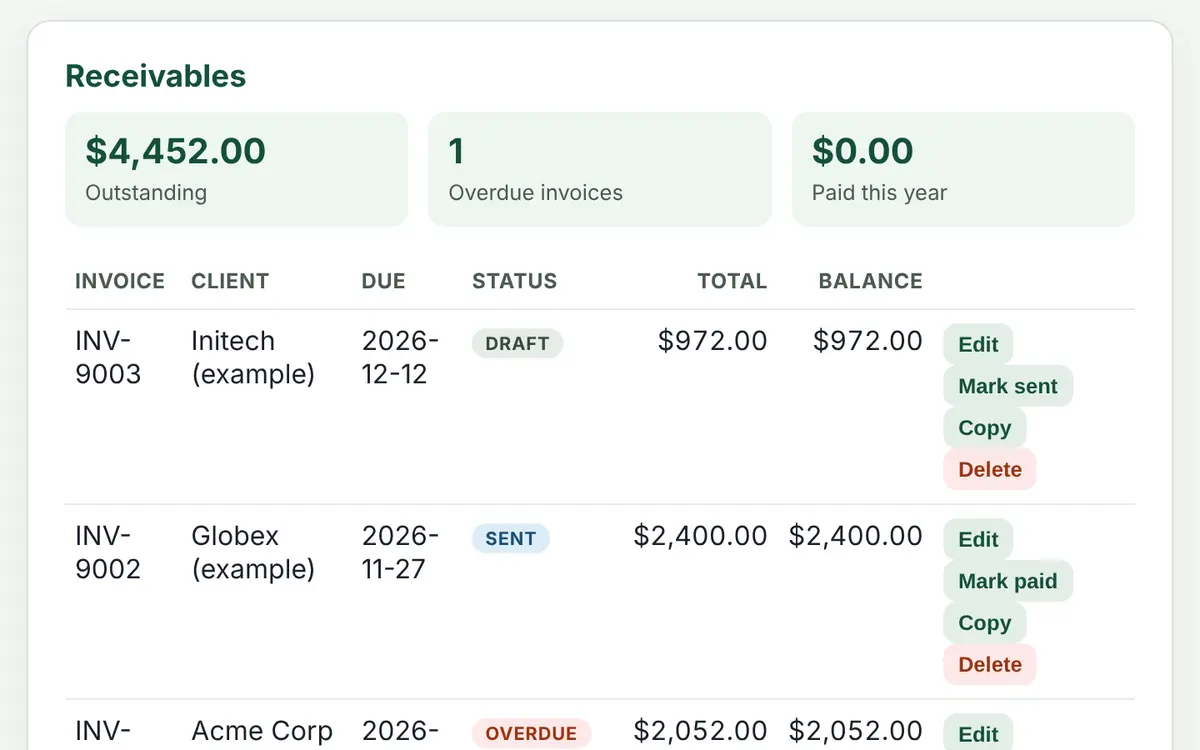 Receivables
$4,452.00
Outstanding
1
Overdue invoices
$0.00
Paid this year
INVOICE CLIENT DUE STATUS TOTAL BALANCE
INV- Initech 2026- DRAFT $972.00 $972.00 Edit
9003 (example) 12-12
Mark sent
Copy
Delete
INV- Globex 2026- SENT $2,400.00 $2,400.00 Edit
9002 (example) 11-27
Mark paid
Copy
Delete
INV- Acme Corp 2026- OVERDUE $2,052.00 $2,052.00 Edit